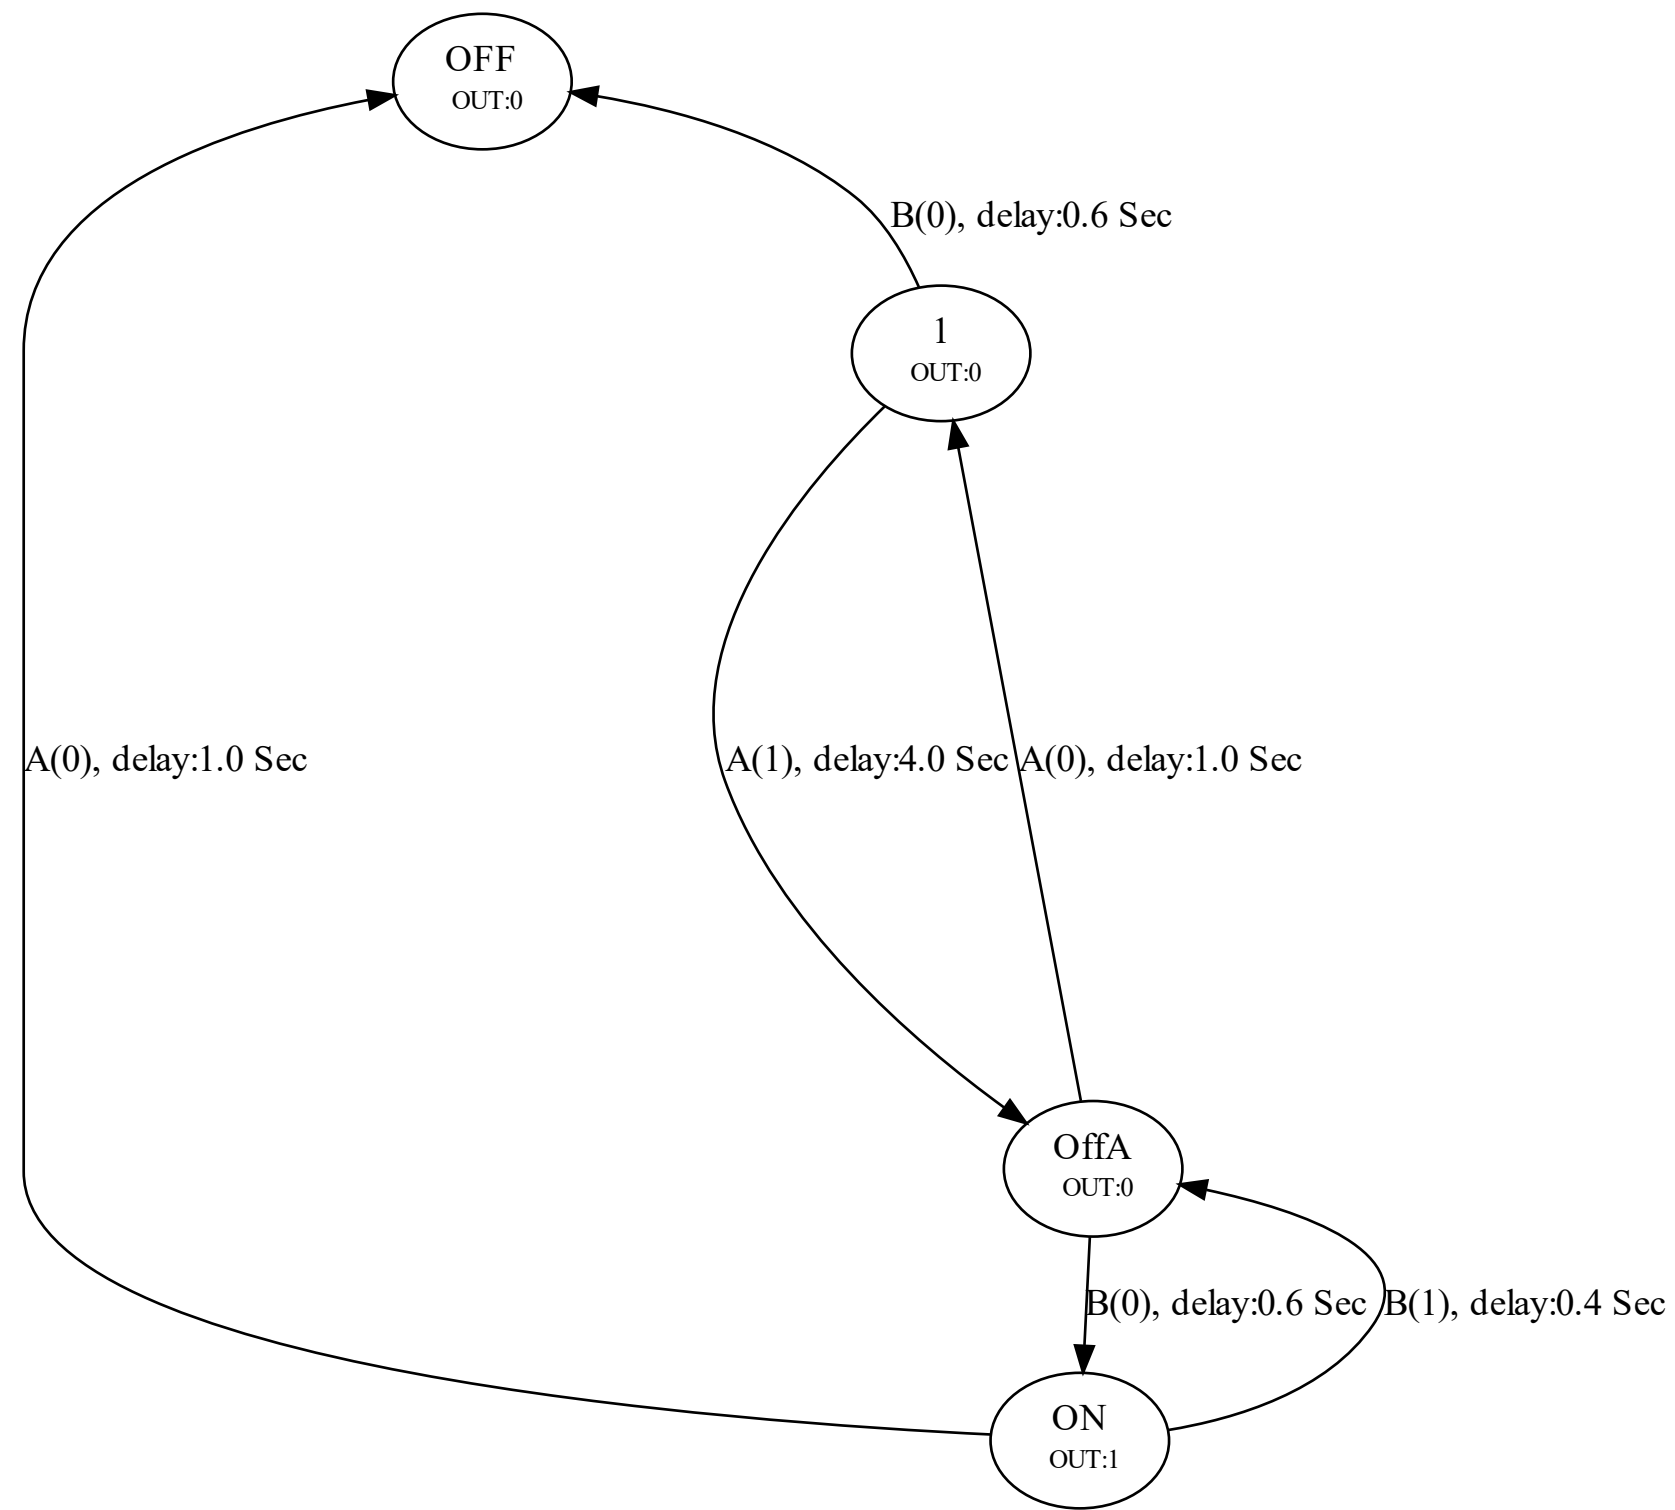 OFF
OUT:0
B(0), delay:0.6 Sec
1
OUT:0
A(0), delay:1.0 Sec
A(1), delay:4.0 Sec
A(0), delay:1.0 Sec
OffA
OUT:0
B(0), delay:0.6 Sec
B(1), delay:0.4 Sec
ON
OUT:1